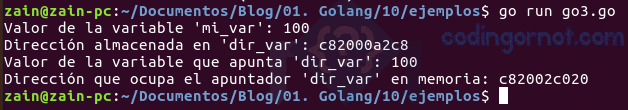 zain@zain-pc:~/Documentos/Blog/01. Golang/10/ejemplos$ go run go3.go
Valor de la variable 'mi_var': 100
Dirección almacenada en 'dir_var': c82000a2c8
Valor de la variable que apunta 'dir_var': 100
Dirección que ocupa el apuntador 'dir_var' en memoria: c82002c020
zain@zain-pc:~/Documentos/Blog/01. Golang/10/ejemplos$
codingornot.com